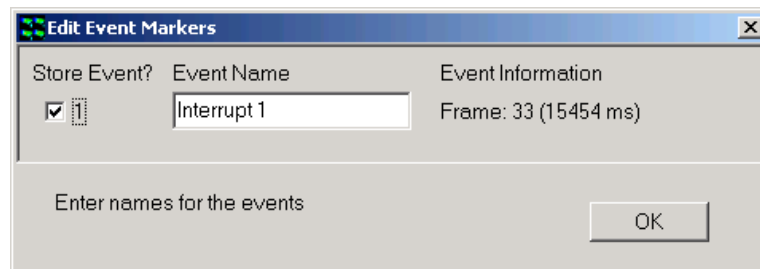 Edit Event Markers
Store Event? Event Name Event Information
1 Interrupt 1 Frame: 33 (15454 ms)
Enter names for the events
OK